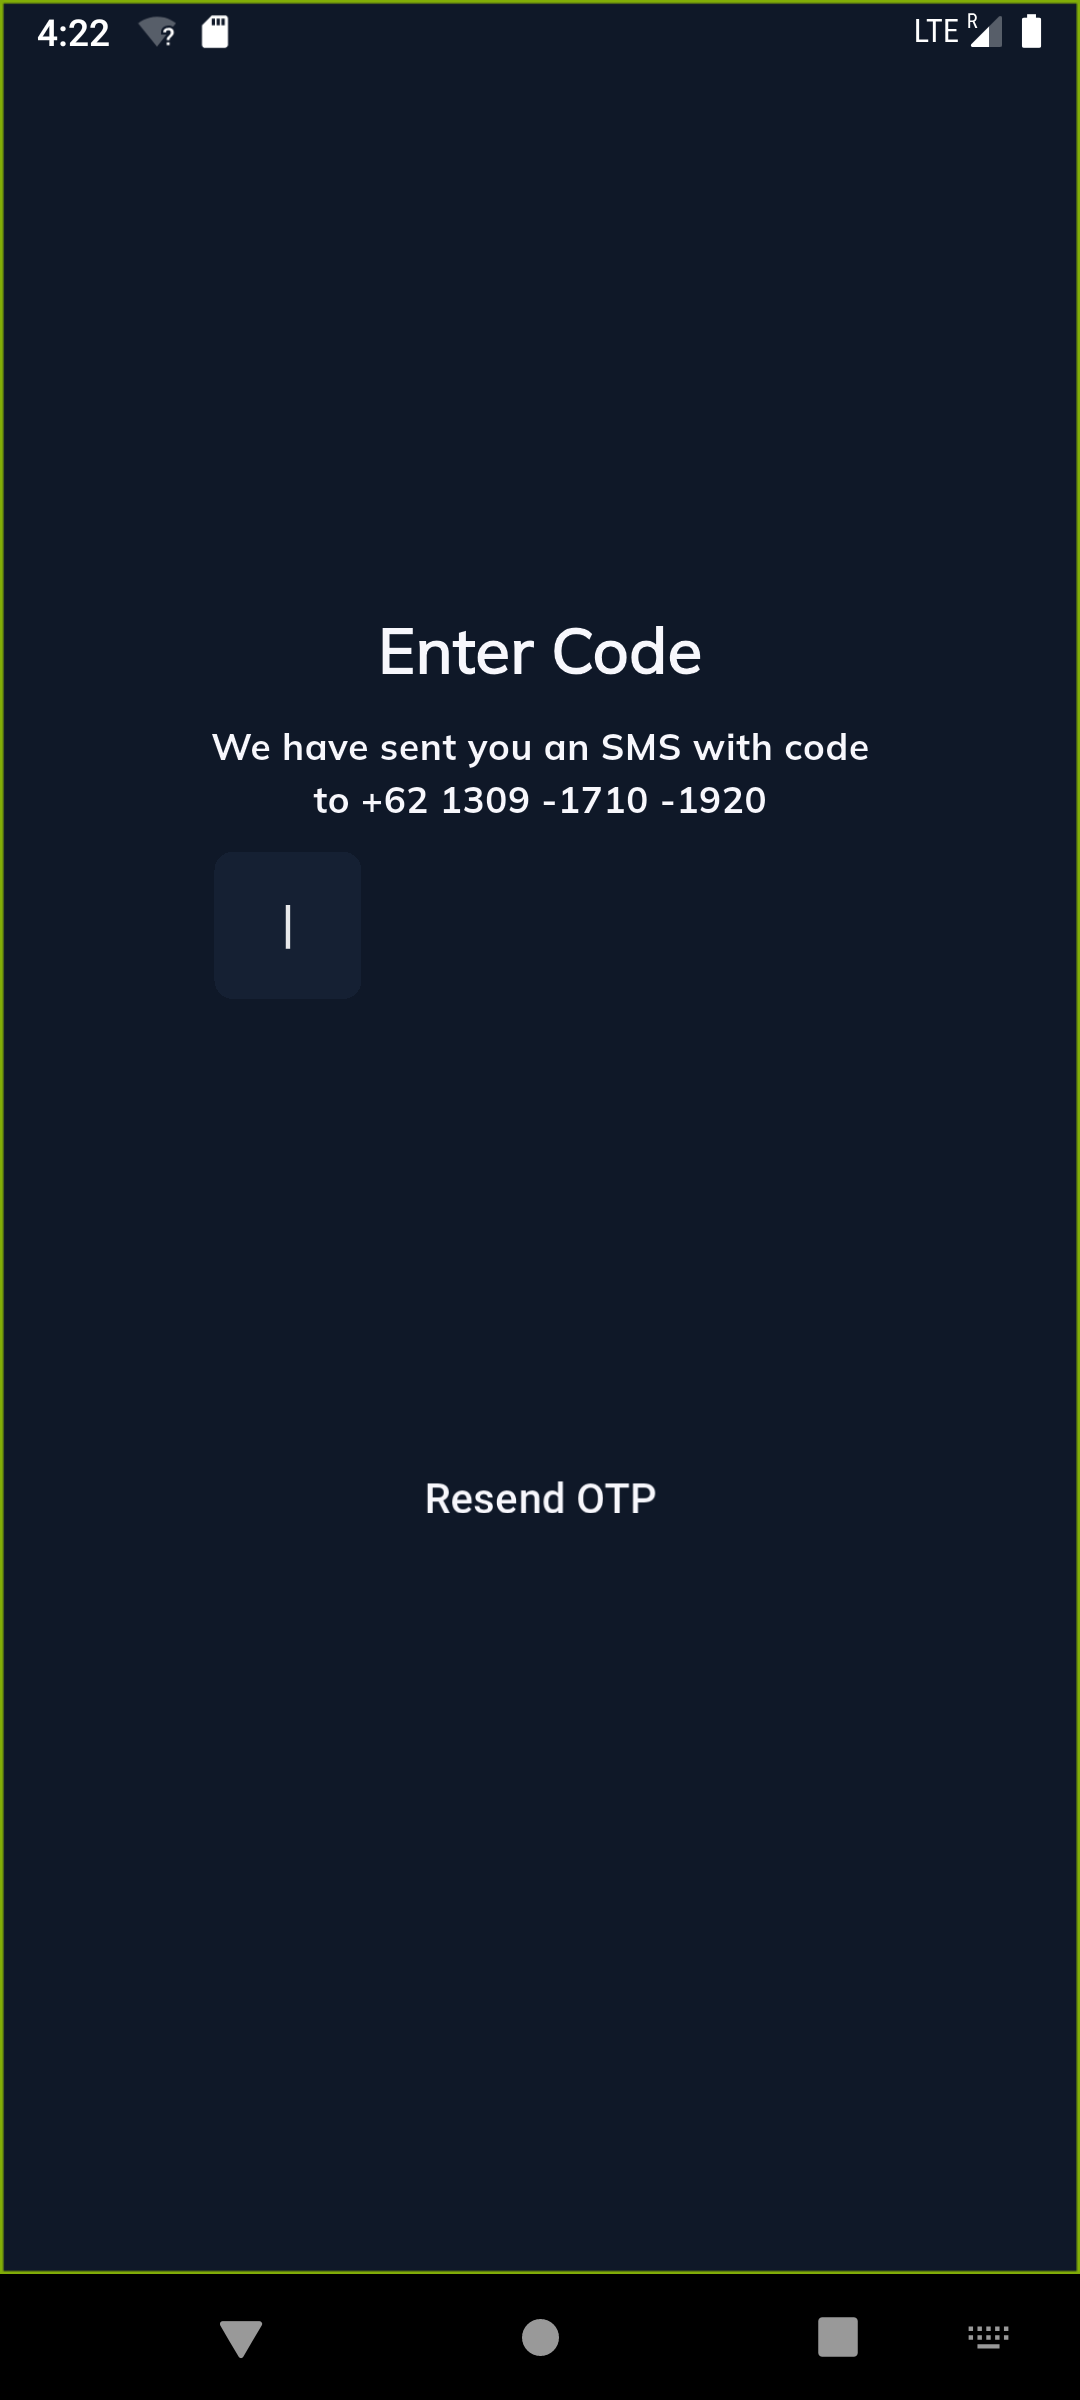 4:22
LTE R
Enter Code
We have sent you an SMS with code
to +62 1309 -1710 -1920
Resend OTP